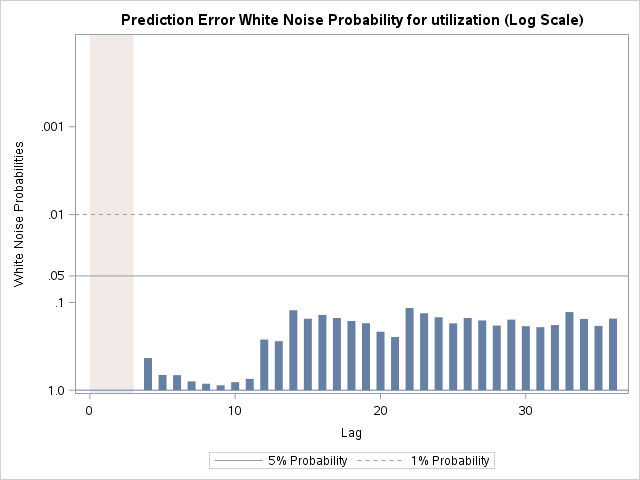 Prediction Error White Noise Probability for utilization (Log Scale)
White Noise Probabilities
.001
.01
.05
.1
1.0
0 10 20 30
Lag
5% Probability 1% Probability